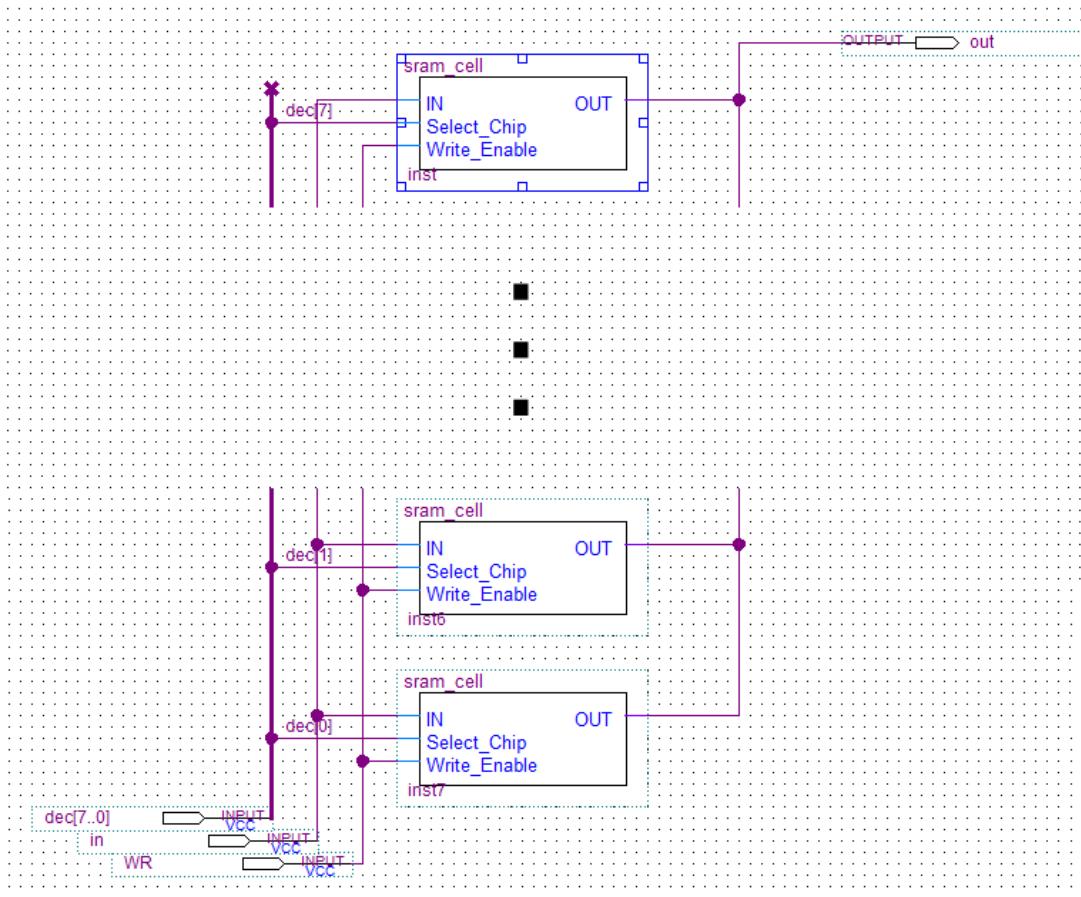 OUTPUT out
sram_cell
dec[7]
IN OUT
Select_Chip
Write_Enable
inst
sram_cell
dec[1]
IN OUT
Select_Chip
Write_Enable
inst6
sram_cell
dec[0]
IN OUT
Select_Chip
Write_Enable
inst7
dec[7..0] INPUT
VCC
in INPUT
VCC
WR INPUT
VCC